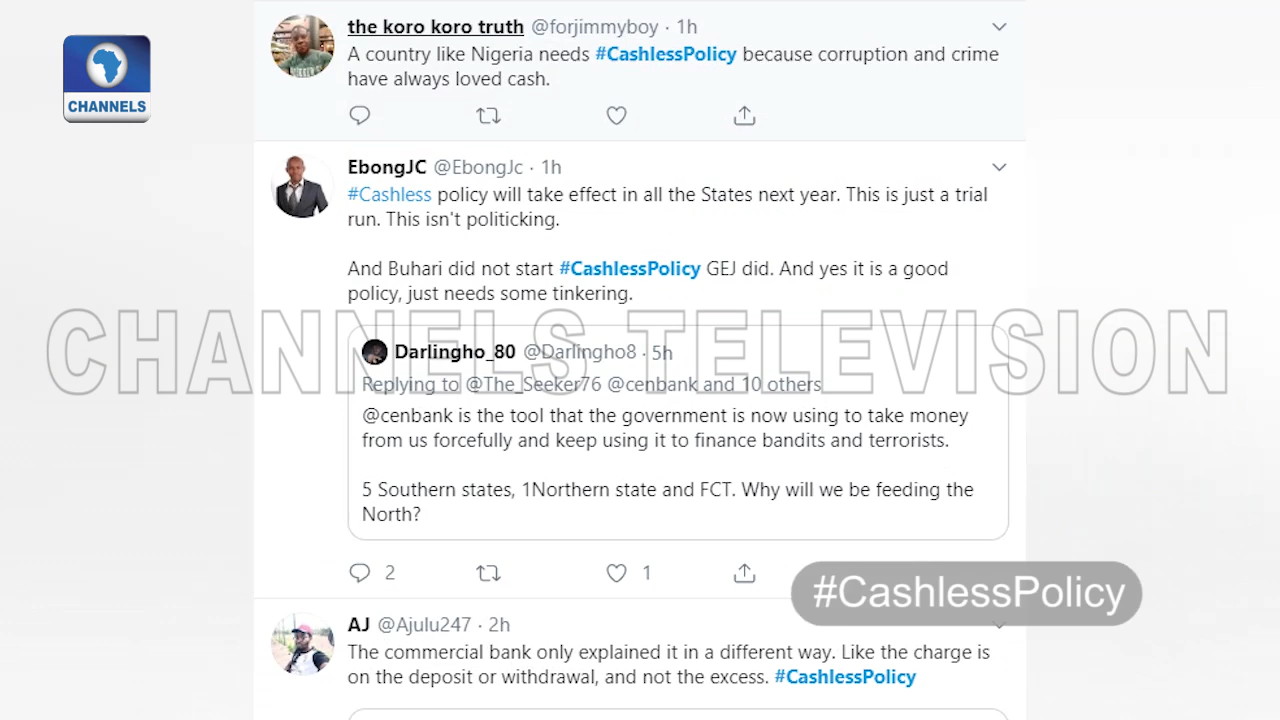 CHANNELS
the koro koro truth @forjimmyboy · 1h
A country like Nigeria needs #CashlessPolicy because corruption and crime
have always loved cash.
EbongJC @EbongJc · 1h
#Cashless policy will take effect in all the States next year. This is just a trial
run. This isn't politicking.
And Buhari did not start #CashlessPolicy GEJ did. And yes it is a good
policy, just needs some tinkering.
CHANNELS TELEVISION
Darlingho_80 @Darlingho8 · 5h
Replying to @The_Seeker76 @cenbank and 10 others
@cenbank is the tool that the government is now using to take money
from us forcefully and keep using it to finance bandits and terrorists.
5 Southern states, 1Northern state and FCT. Why will we be feeding the
North?
2 1
#CashlessPolicy
AJ @Ajulu247 · 2h
The commercial bank only explained it in a different way. Like the charge is
on the deposit or withdrawal, and not the excess. #CashlessPolicy